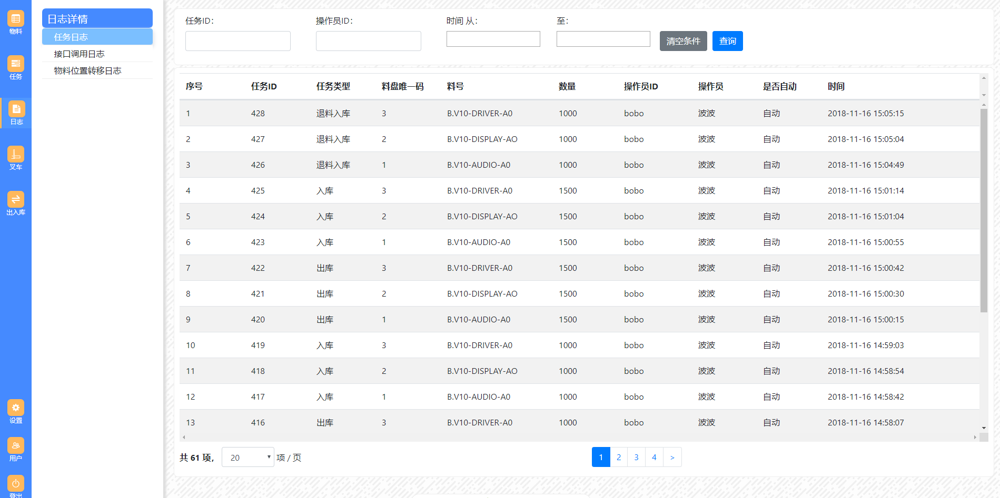 物料
任务
日志
叉车
出入库
设置
用户
登出
日志详情
任务日志
接口调用日志
物料位置转移日志
任务ID： 操作员ID： 时间 从： 至：
清空条件 查询
序号 任务ID 任务类型 料盘唯一码 料号 数量 操作员ID 操作员 是否自动 时间
1 428 退料入库 3 B.V10-DRIVER-A0 1000 bobo 波波 自动 2018-11-16 15:05:15
2 427 退料入库 2 B.V10-DISPLAY-AO 1000 bobo 波波 自动 2018-11-16 15:05:04
3 426 退料入库 1 B.V10-AUDIO-A0 1000 bobo 波波 自动 2018-11-16 15:04:49
4 425 入库 3 B.V10-DRIVER-A0 1500 bobo 波波 自动 2018-11-16 15:01:14
5 424 入库 2 B.V10-DISPLAY-AO 1500 bobo 波波 自动 2018-11-16 15:01:04
6 423 入库 1 B.V10-AUDIO-A0 1500 bobo 波波 自动 2018-11-16 15:00:55
7 422 出库 3 B.V10-DRIVER-A0 1500 bobo 波波 自动 2018-11-16 15:00:42
8 421 出库 2 B.V10-DISPLAY-AO 1500 bobo 波波 自动 2018-11-16 15:00:30
9 420 出库 1 B.V10-AUDIO-A0 1500 bobo 波波 自动 2018-11-16 15:00:15
10 419 入库 3 B.V10-DRIVER-A0 1000 bobo 波波 自动 2018-11-16 14:59:03
11 418 入库 2 B.V10-DISPLAY-AO 1000 bobo 波波 自动 2018-11-16 14:58:54
12 417 入库 1 B.V10-AUDIO-A0 1000 bobo 波波 自动 2018-11-16 14:58:42
13 416 出库 3 B.V10-DRIVER-A0 1000 bobo 波波 自动 2018-11-16 14:58:07
共 61 项， 20 项 / 页 1 2 3 4 >